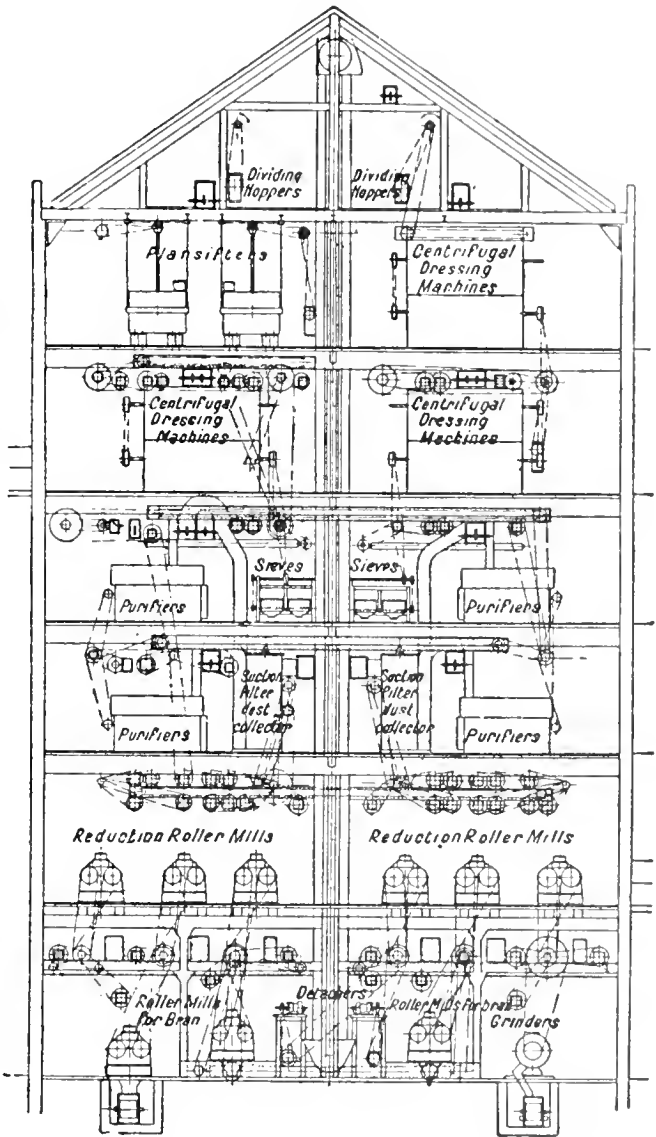 Dividing
Hoppers
Dividing
Hoppers
Plansifters
Centrifugal
Dressing
Machines
Centrifugal
Dressing
Machines
Centrifugal
Dressing
Machines
Sieves
Sieves
Purifiers
Purifiers
Suction
Filter
dust
collector
Suction
Filter
dust
collector
Purifiers
Purifiers
Reduction Roller Mills
Reduction Roller Mills
Detachers
Roller Mills
For Bran
Roller Mills For bran
Grinders